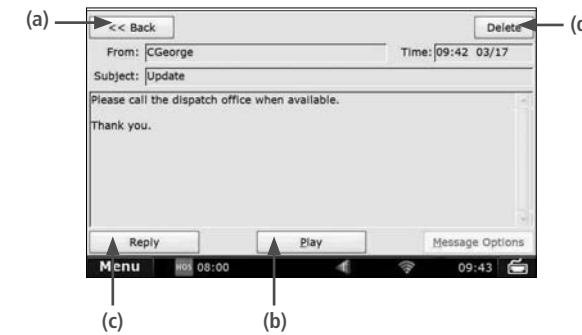 (a)
<< Back
Delete
(d
From: CGeorge
Time: 09:42 03/17
Subject: Update
Please call the dispatch office when available.
Thank you.
Reply
Play
Message Options
Menu
HOS 08:00
09:43
(c)
(b)